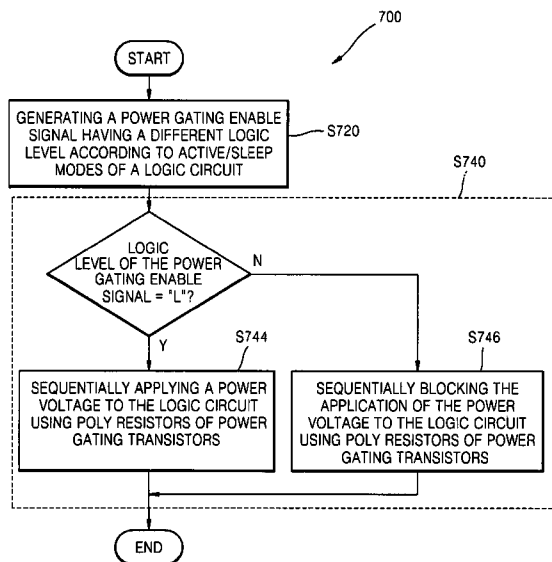 700
START
GENERATING A POWER GATING ENABLE
SIGNAL HAVING A DIFFERENT LOGIC
LEVEL ACCORDING TO ACTIVE/SLEEP
MODES OF A LOGIC CIRCUIT
S720
S740
LOGIC
LEVEL OF THE POWER
GATING ENABLE
SIGNAL = "L"?
N
Y
S744
SEQUENTIALLY APPLYING A POWER
VOLTAGE TO THE LOGIC CIRCUIT
USING POLY RESISTORS OF POWER
GATING TRANSISTORS
S746
SEQUENTIALLY BLOCKING THE
APPLICATION OF THE POWER
VOLTAGE TO THE LOGIC CIRCUIT
USING POLY RESISTORS OF POWER
GATING TRANSISTORS
END